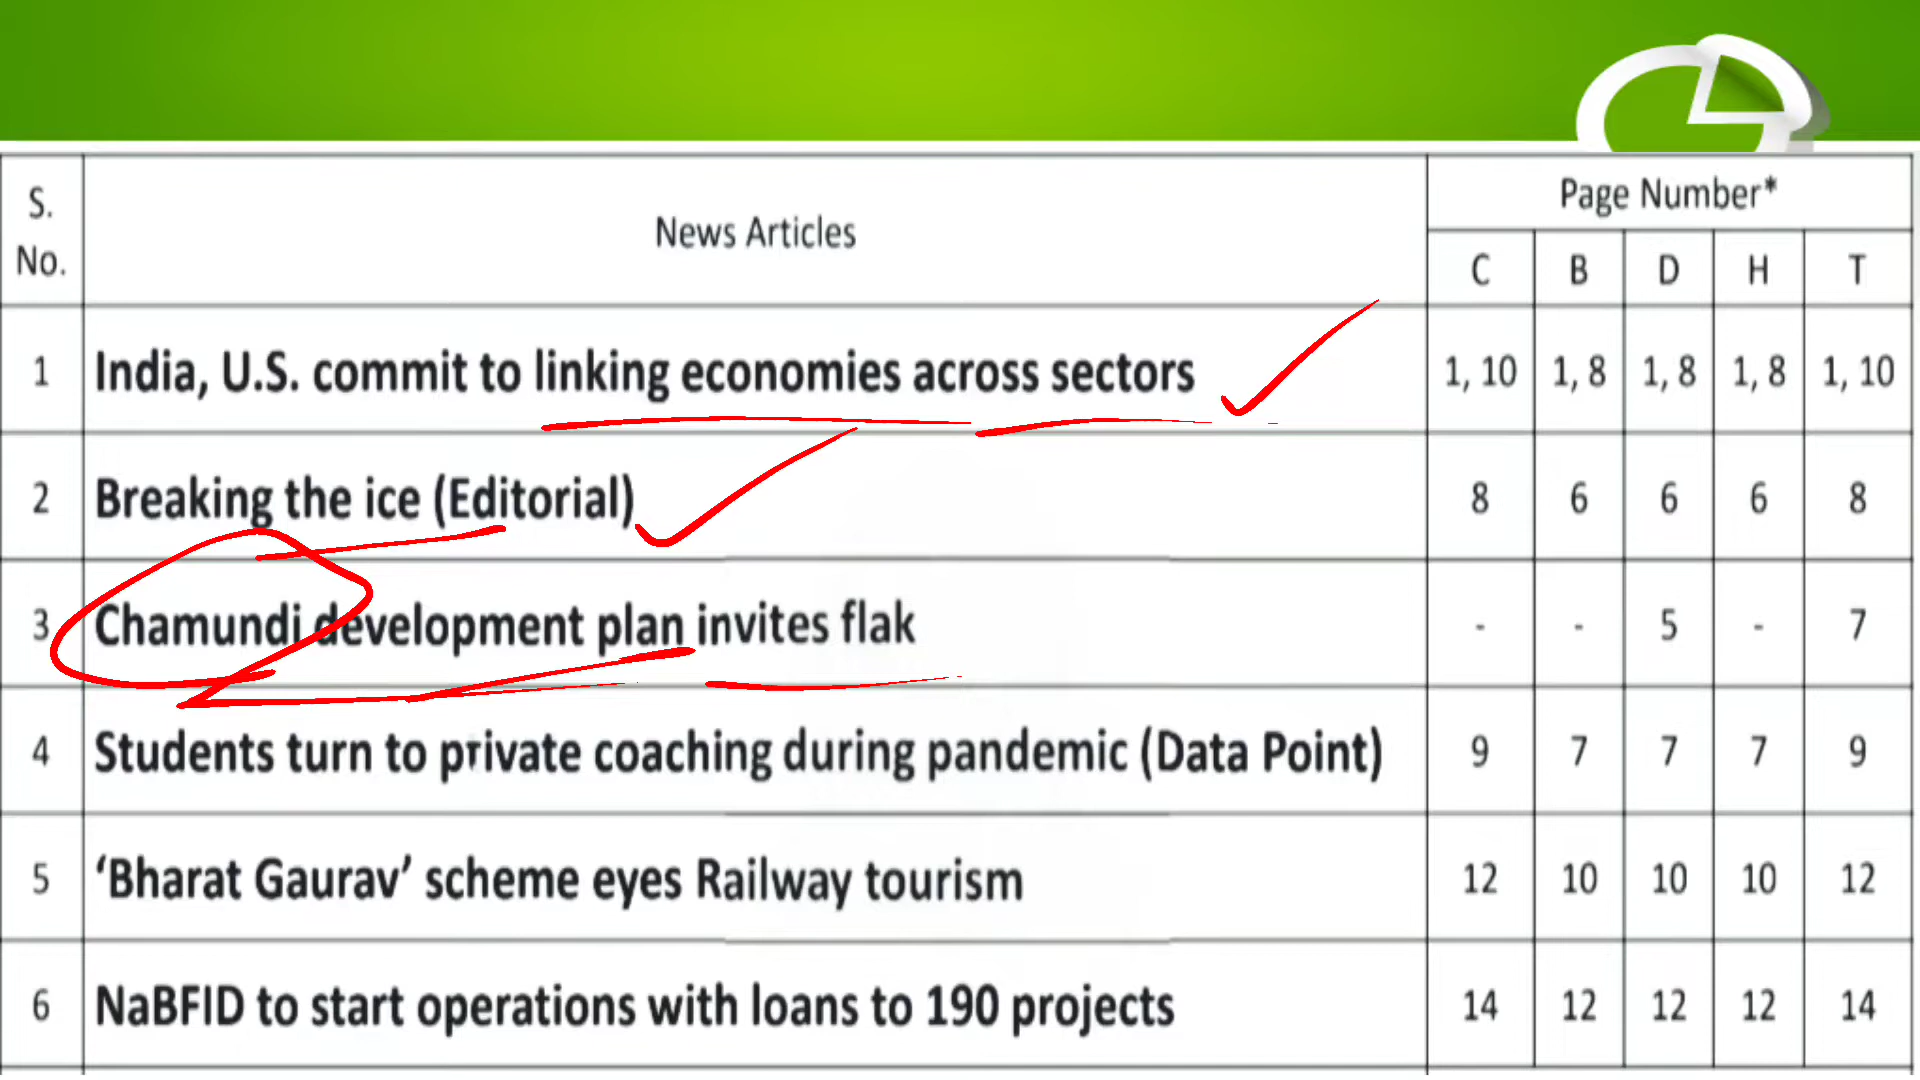 S. No.
News Articles
Page Number*
C B D H T
1 India, U.S. commit to linking economies across sectors 1, 10 1, 8 1, 8 1, 8 1, 10
2 Breaking the ice (Editorial) 8 6 6 6 8
3 Chamundi development plan invites flak - - 5 - 7
4 Students turn to private coaching during pandemic (Data Point) 9 7 7 7 9
5 ‘Bharat Gaurav’ scheme eyes Railway tourism 12 10 10 10 12
6 NaBFID to start operations with loans to 190 projects 14 12 12 12 14